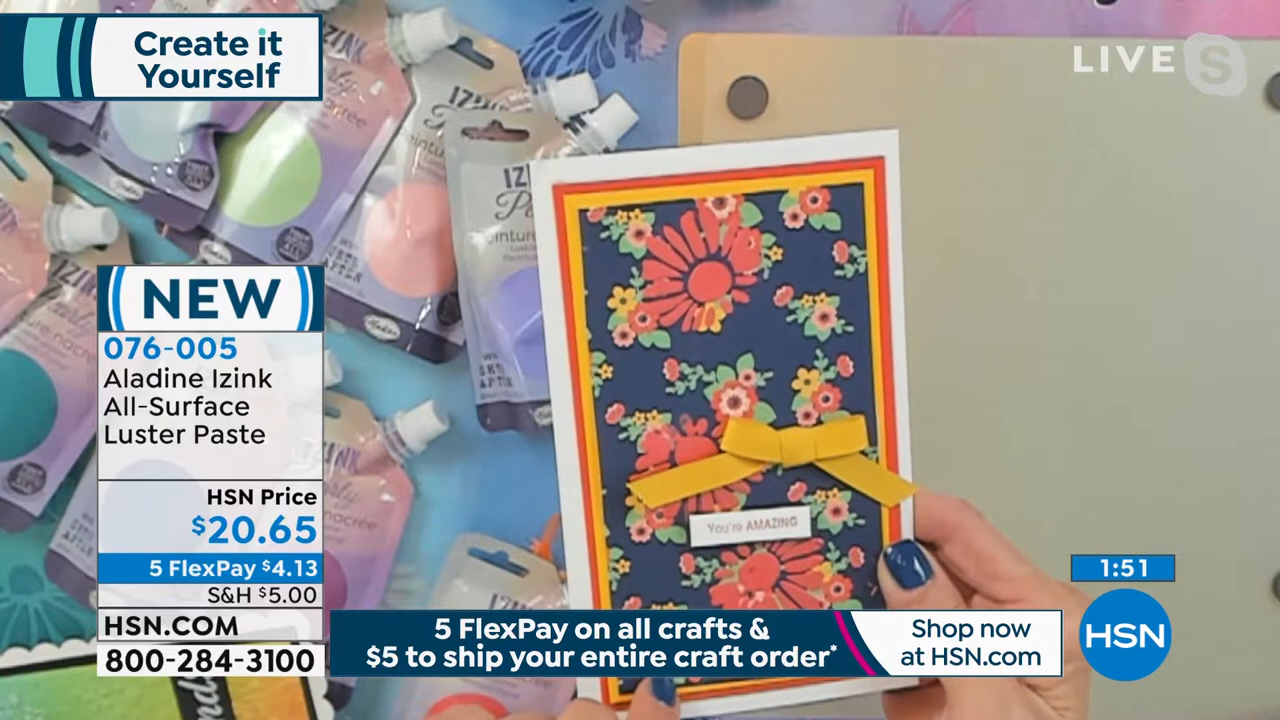 Create it
Yourself
LIVE S
NEW
076-005
Aladine Izink
All-Surface
Luster Paste
HSN Price
$20.65
5 FlexPay $4.13
S&H $5.00
HSN.COM
800-284-3100
You're AMAZING
1:51
HSN
5 FlexPay on all crafts &
$5 to ship your entire craft order*
Shop now
at HSN.com